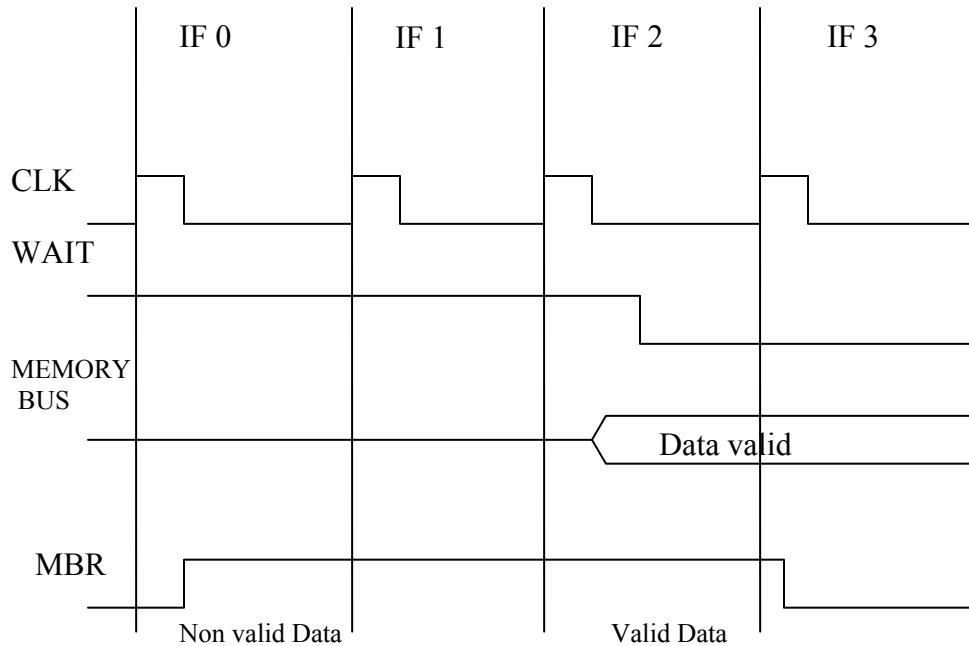 IF 0 IF 1 IF 2 IF 3
CLK
WAIT
MEMORY
BUS
Data valid
MBR
Non valid Data Valid Data